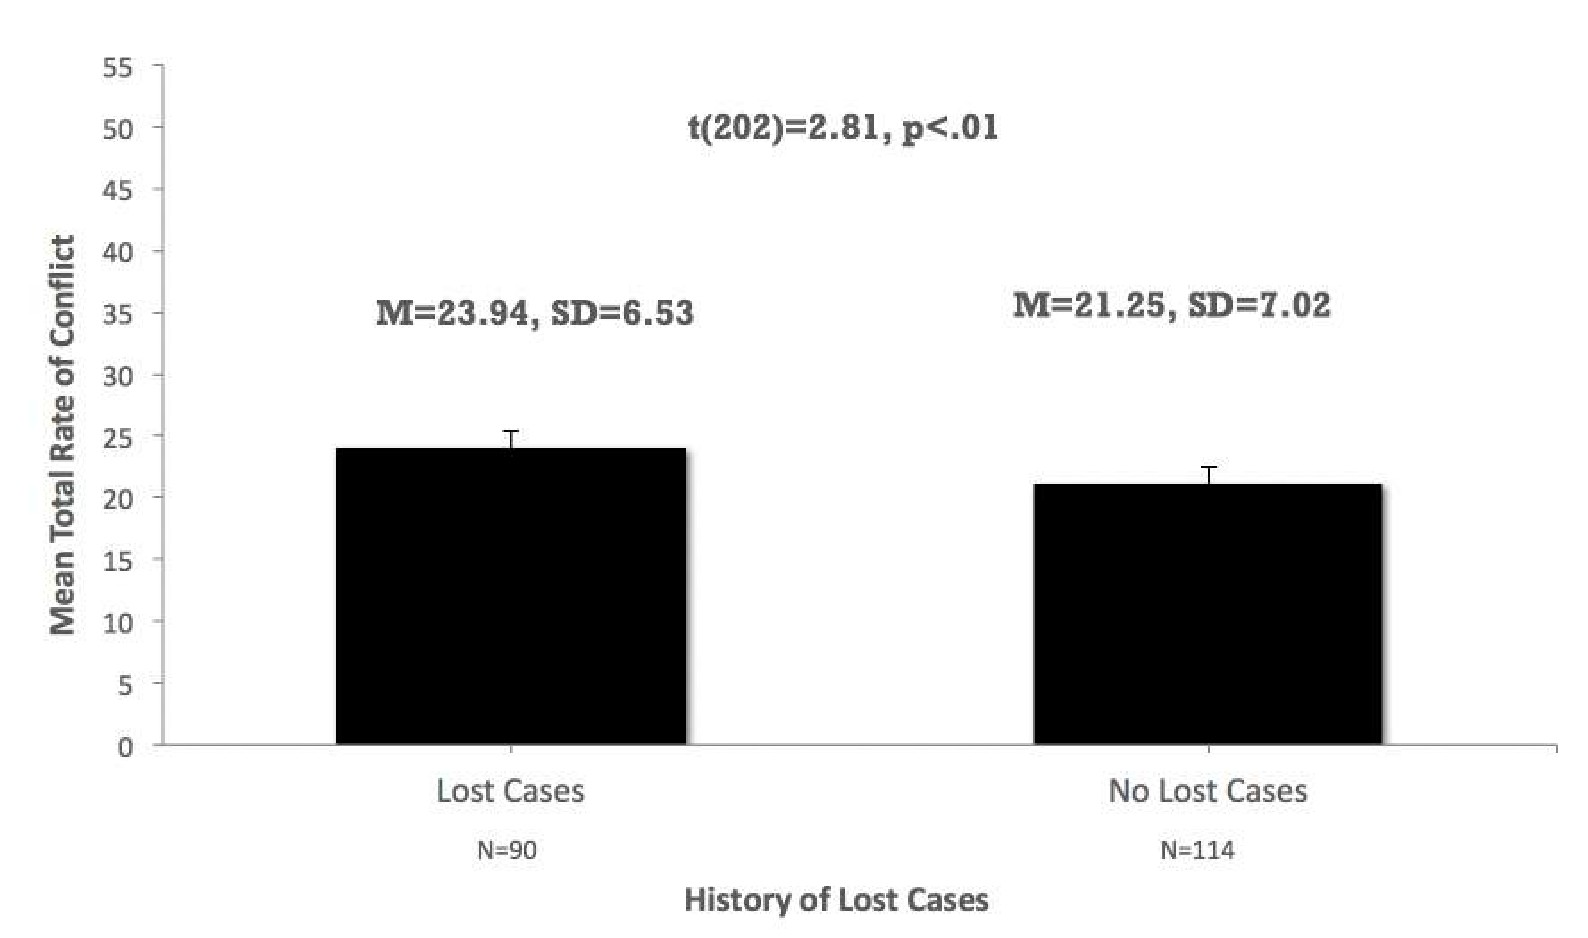 55
t(202)=2.81, p<.01
50
45
40
M=23.94, SD=6.53
M=21.25, SD=7.02
35
30
25
20
15
10
5
0
Mean Total Rate of Conflict
Lost Cases
No Lost Cases
N=90
N=114
History of Lost Cases